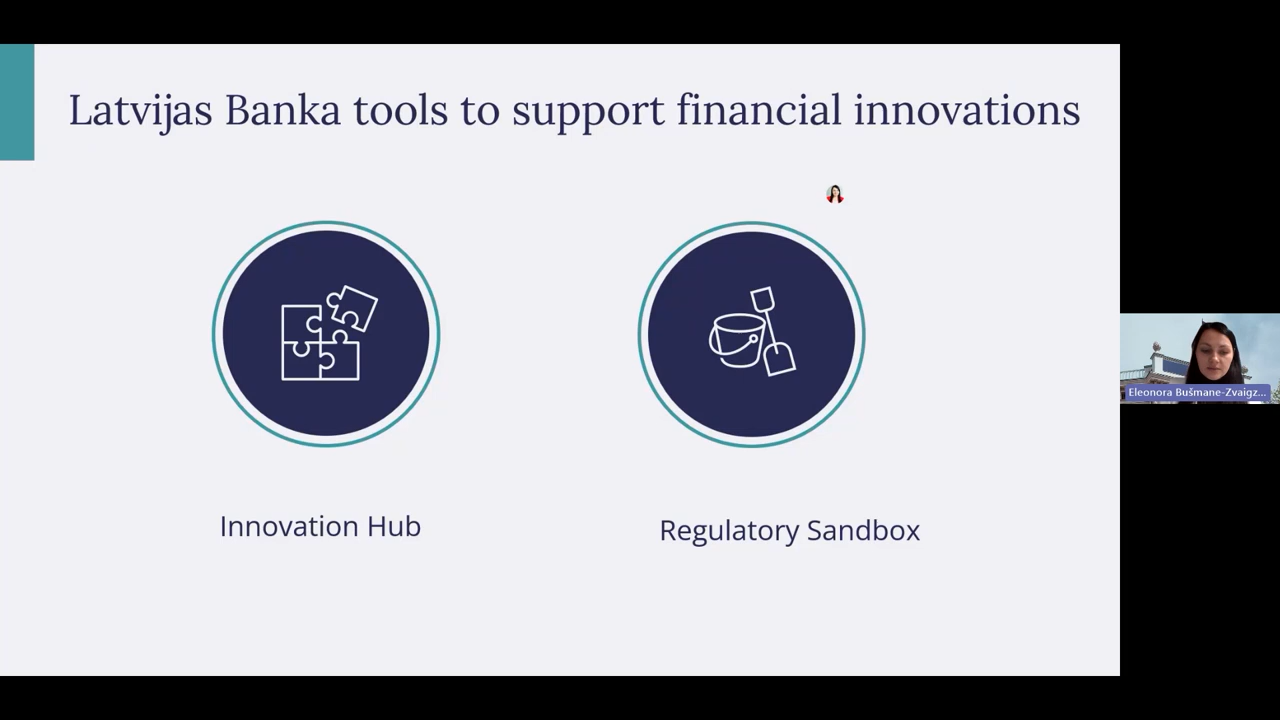 Latvijas Banka tools to support financial innovations
Innovation Hub
Regulatory Sandbox
Eleonora Bušmane-Zvaigz...